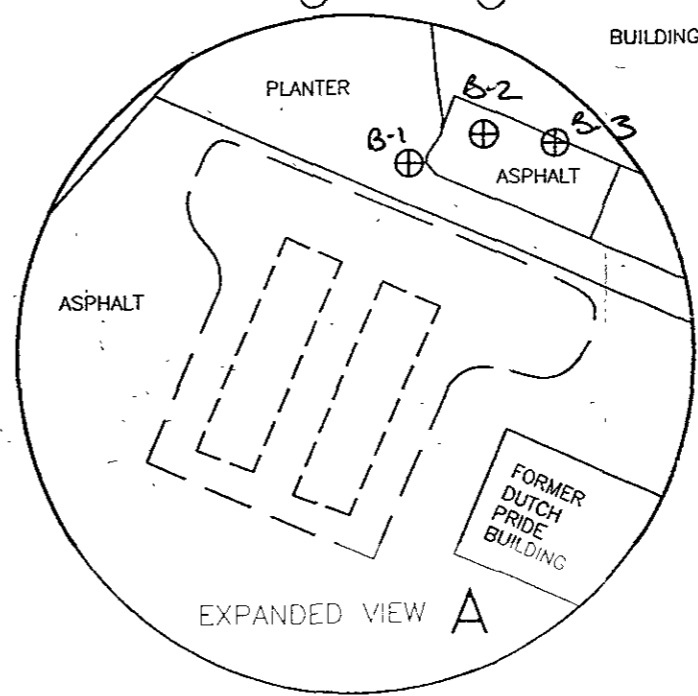 BUILDING
PLANTER
B-2
B-3
B-1
ASPHALT
ASPHALT
FORMER
DUTCH
PRIDE
BUILDING
EXPANDED VIEW A